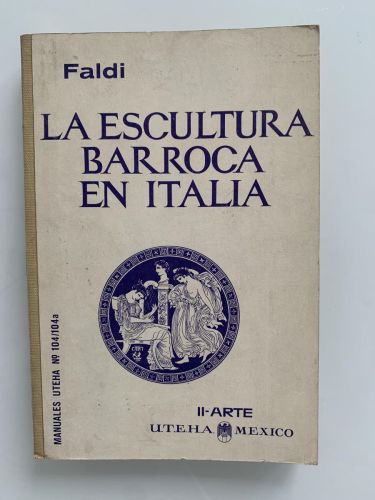 Faldi
LA ESCULTURA
BARROCA
EN ITALIA
MANUALES UTEHA Nº 104/104a
II-ARTE
U.T.E.H.A. MEXICO